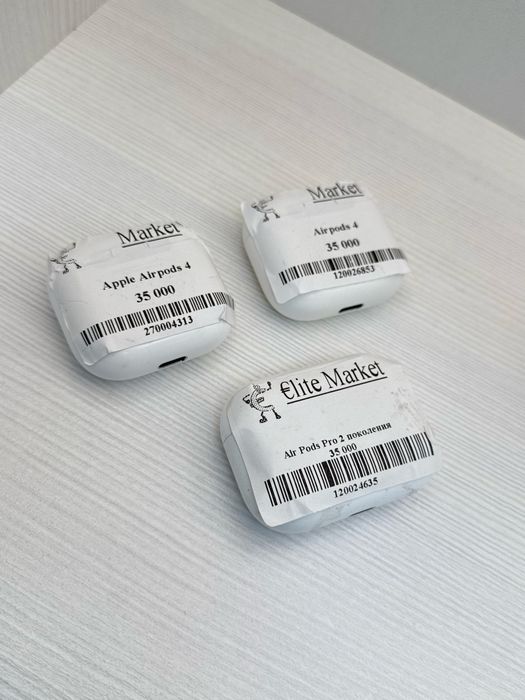 Market
Apple Airpods 4
35 000
270004313
Market
Airpods 4
35 000
120026853
€lite Market
Air Pods Pro 2 поколения
35 000
120024635